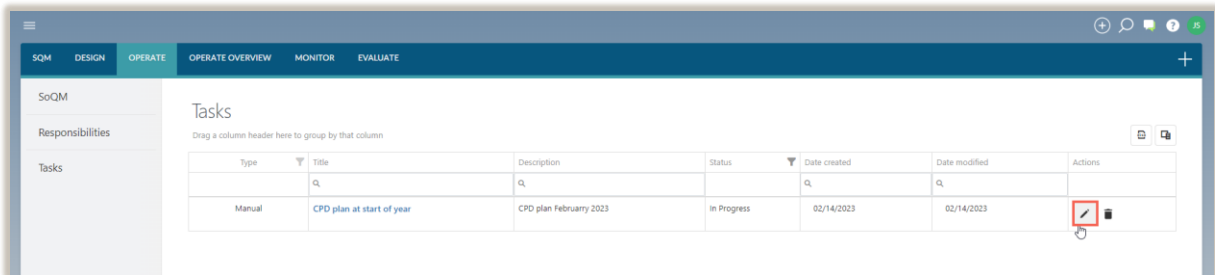 JS
SQM DESIGN OPERATE OPERATE OVERVIEW MONITOR EVALUATE
SoQM
Responsibilities
Tasks
Tasks
Drag a column header here to group by that column
Type Title Description Status Date created Date modified Actions
Manual CPD plan at start of year CPD plan Februarry 2023 In Progress 02/14/2023 02/14/2023